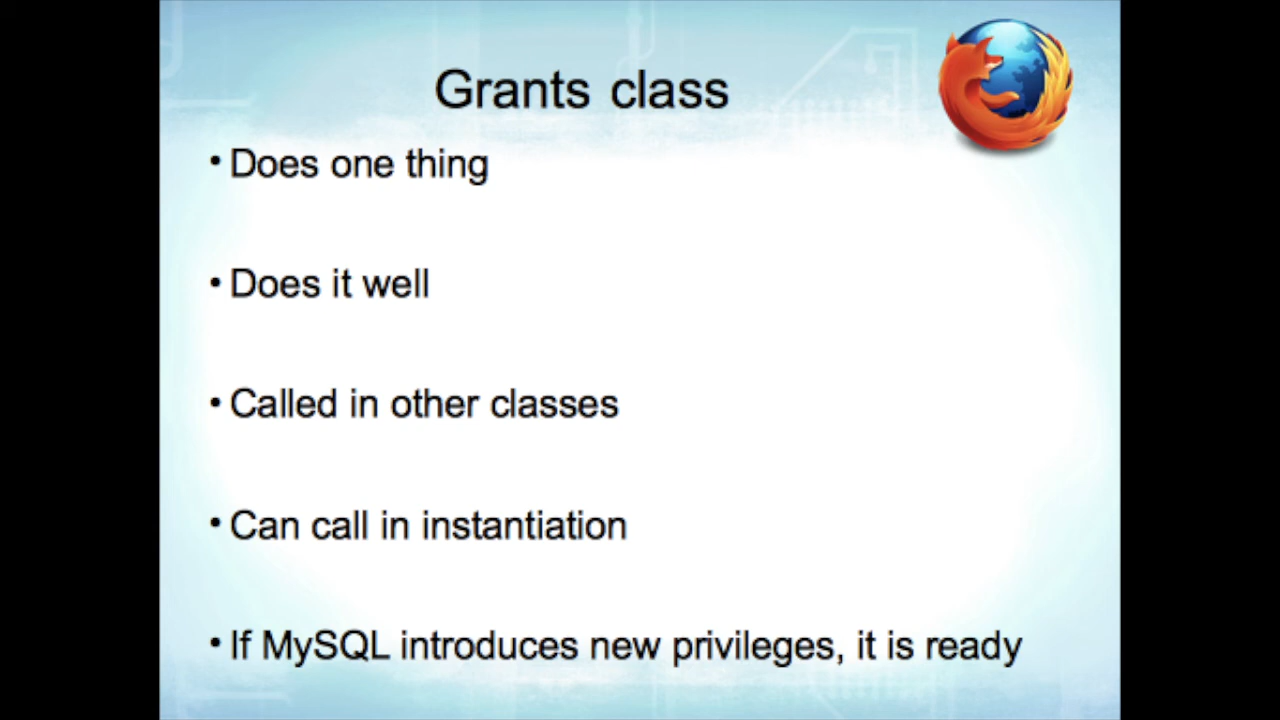 Grants class
• Does one thing
• Does it well
• Called in other classes
• Can call in instantiation
• If MySQL introduces new privileges, it is ready